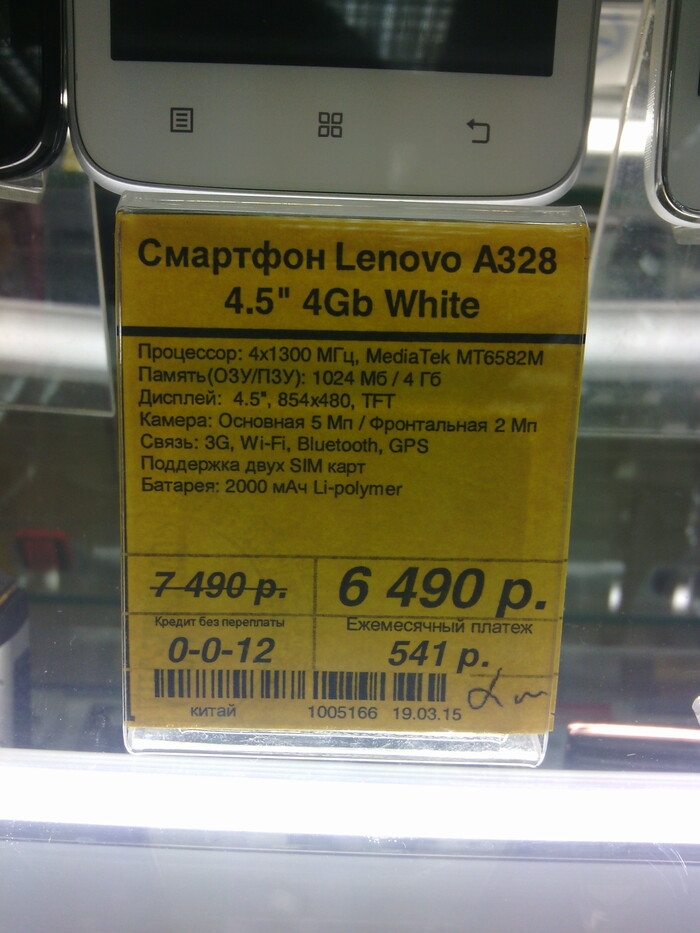 Смартфон Lenovo A328
4.5" 4Gb White
Процессор: 4x1300 МГц, MediaTek MT6582M
Память(ОЗУ/ПЗУ): 1024 Мб / 4 Гб
Дисплей: 4.5", 854x480, TFT
Камера: Основная 5 Мп / Фронтальная 2 Мп
Связь: 3G, Wi-Fi, Bluetooth, GPS
Поддержка двух SIM карт
Батарея: 2000 мАч Li-polymer
7 490 р.
6 490 р.
Кредит без переплаты
Ежемесячный платеж
0-0-12
541 р.
китай 1005166 19.03.15